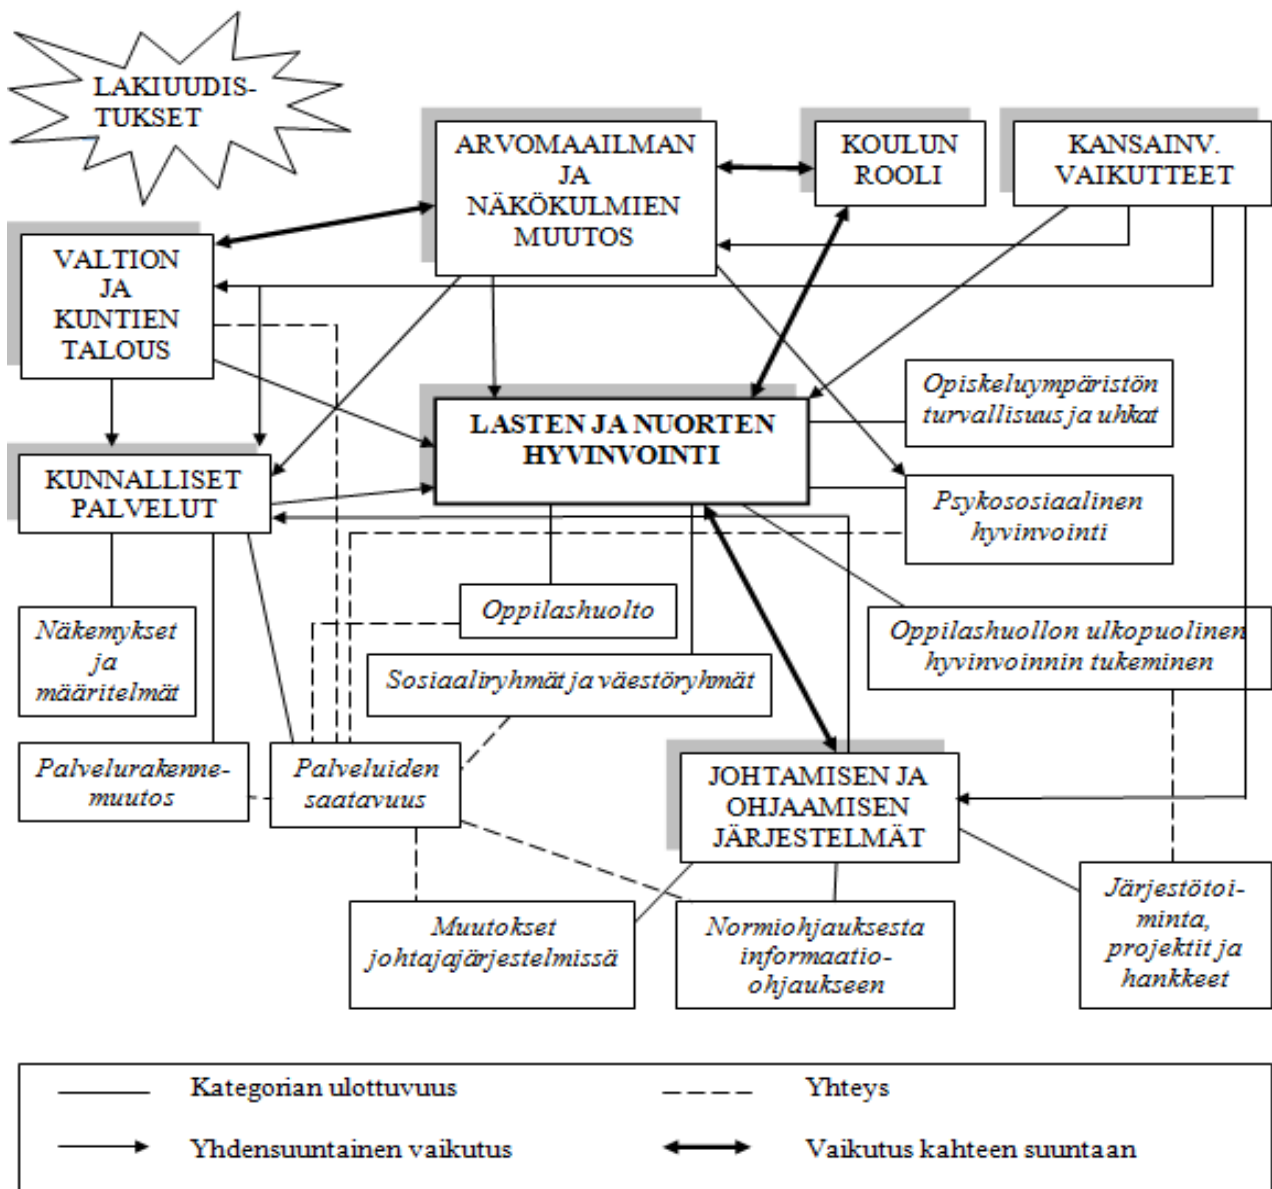 LAKIUUDIS-
TUKSET
ARVOMAAILMAN
JA
NÄKÖKULMIEN
MUUTOS
KOULUN
ROOLI
KANSAINV.
VAIKUTTEET
VALTION
JA
KUNTIEN
TALOUS
LASTEN JA NUORTEN
HYVINVOINTI
Opiskeluympäristön
turvallisuus ja uhkat
KUNNALLISET
PALVELUT
Psykososiaalinen
hyvinvointi
Näkemykset
ja
määritelmät
Oppilashuolto
Oppilashuollon ulkopuolinen
hyvinvoinnin tukeminen
Sosiaaliryhmät ja väestöryhmät
Palvelurakenne-
muutos
Palveluiden
saatavuus
JOHTAMISEN JA
OHJAAMISEN
JÄRJESTELMÄT
Muutokset
johtajajärjestelmissä
Normiohjauksesta
informaatio-
ohjaukseen
Järjestötoi-
minta,
projektit ja
hankkeet
Kategorian ulottuvuus
Yhteys
Yhdensuuntainen vaikutus
Vaikutus kahteen suuntaan